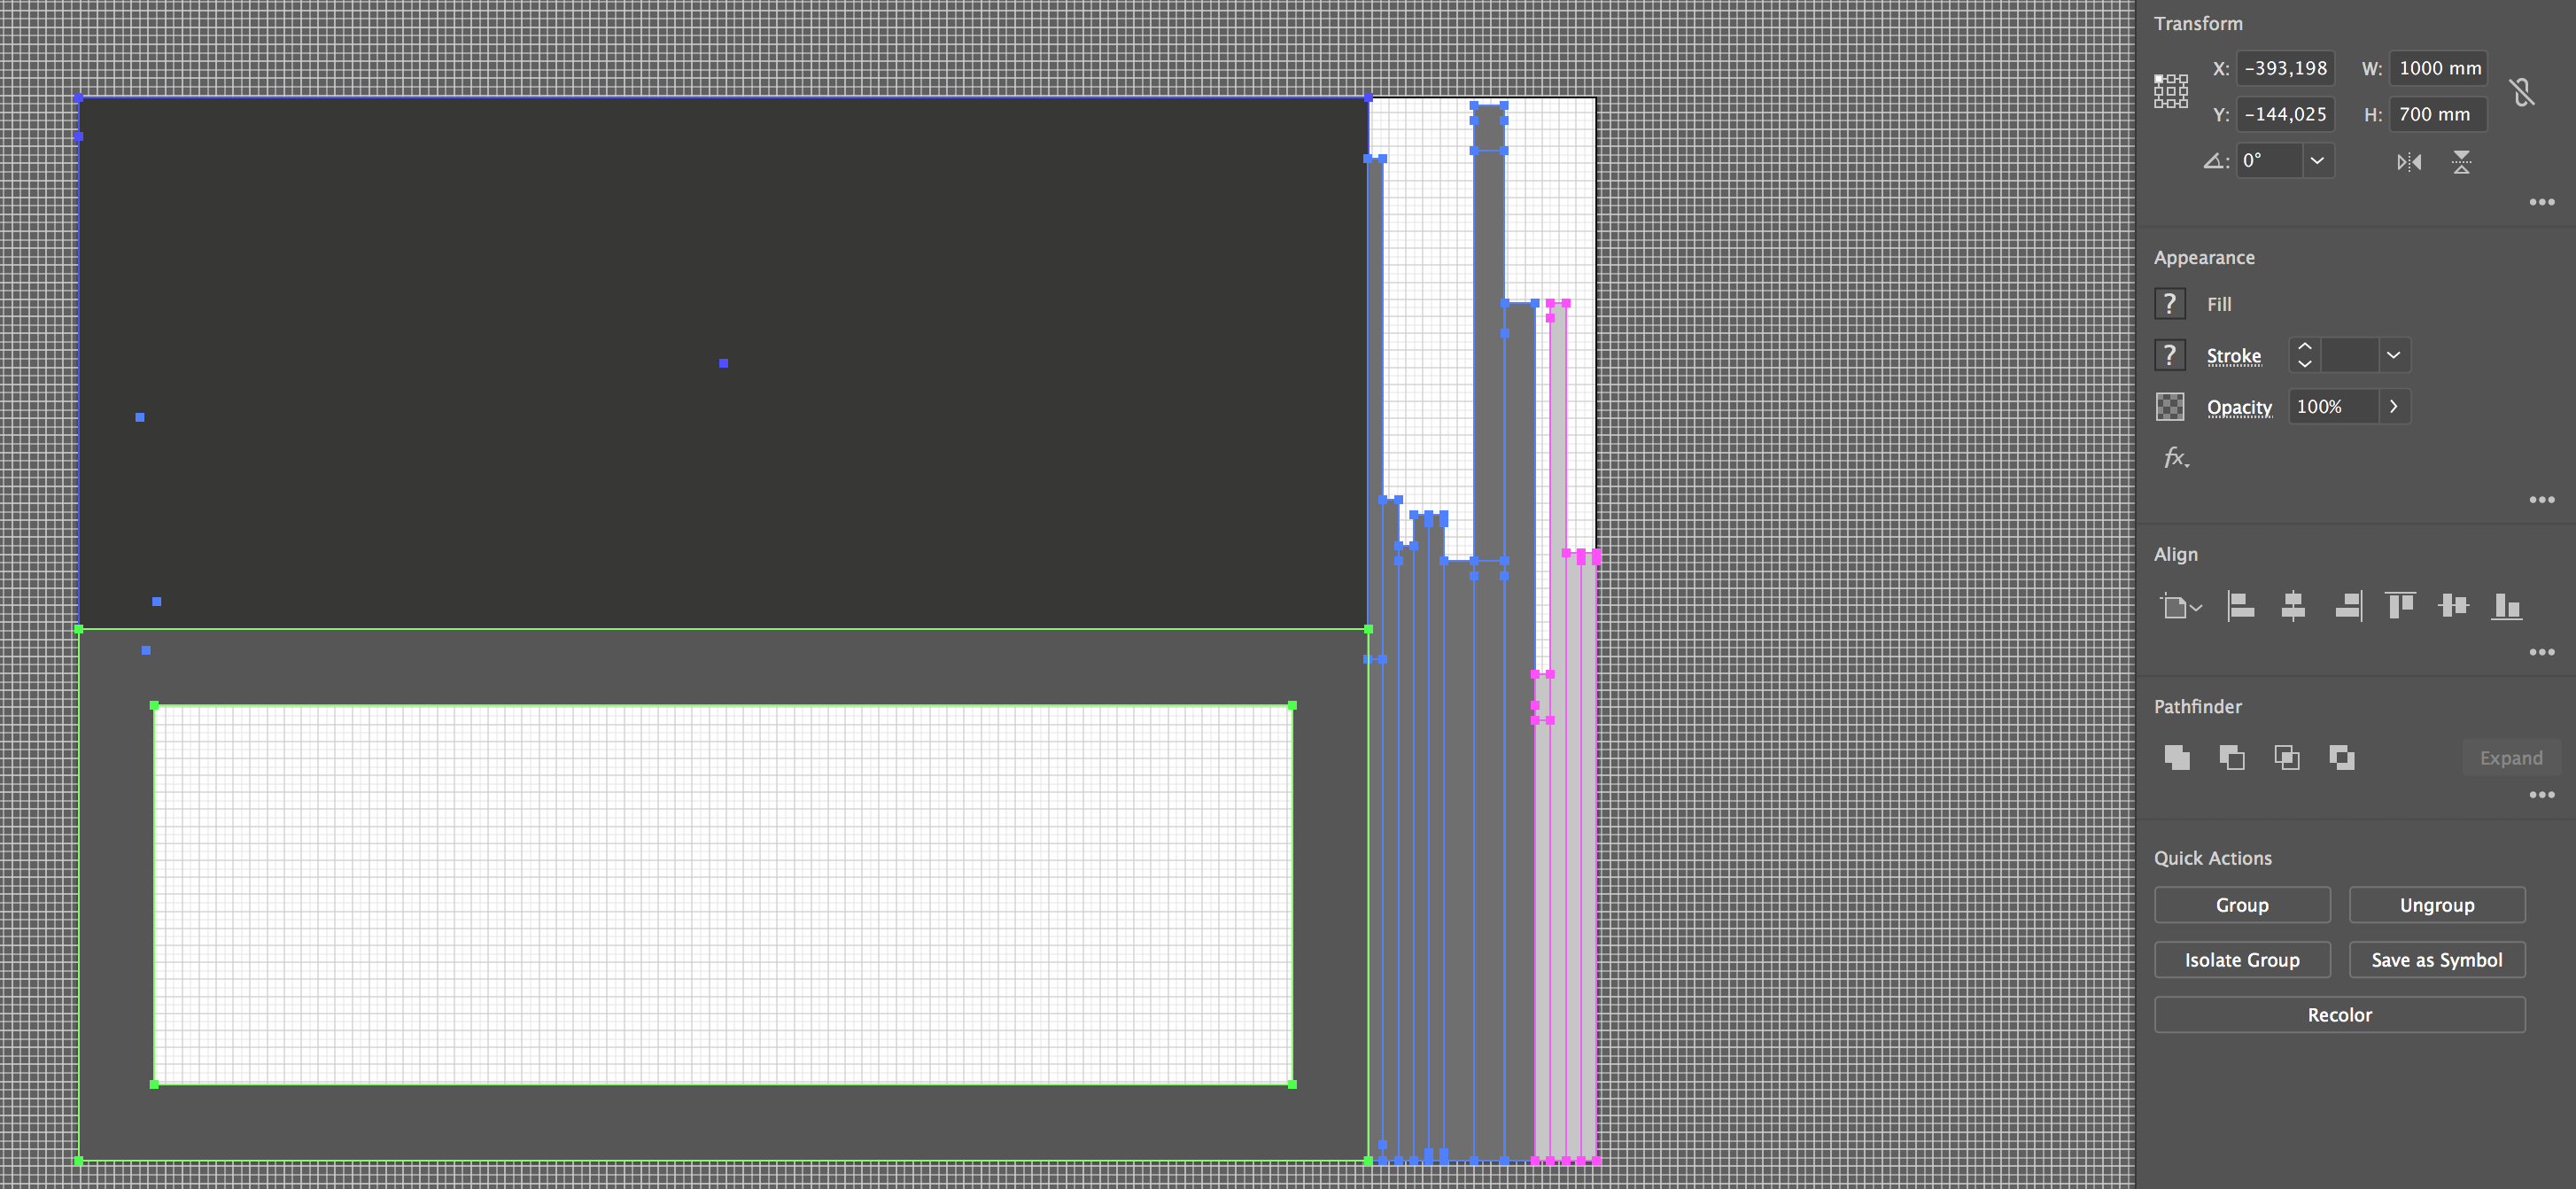 Transform
X: -393,198 W: 1000 mm
Y: -144,025 H: 700 mm
0°
Appearance
? Fill
? Stroke
Opacity 100%
fx
Align
Pathfinder
Expand
Quick Actions
Group Ungroup
Isolate Group Save as Symbol
Recolor